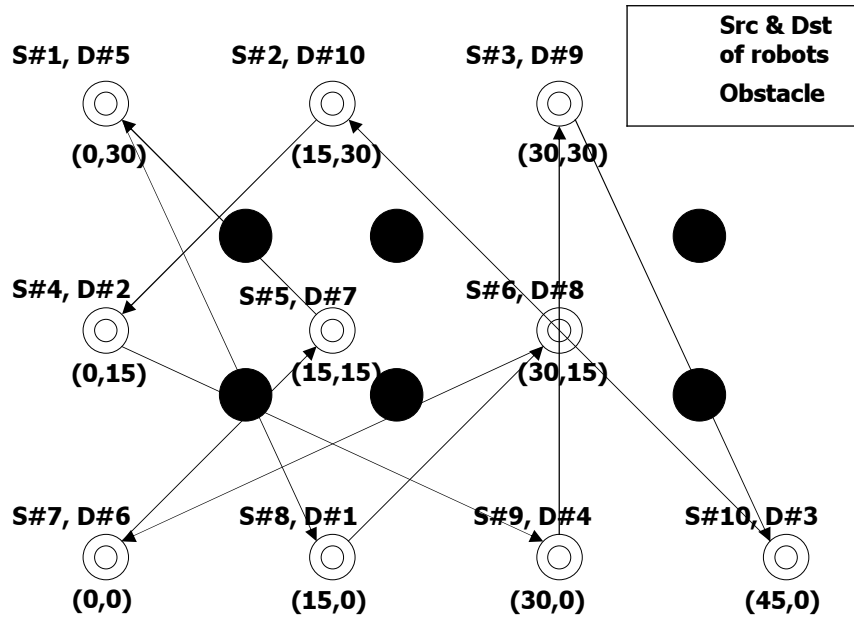 Src & Dst
of robots
Obstacle
S#1, D#5
S#2, D#10
S#3, D#9
(0,30)
(15,30)
(30,30)
S#4, D#2
S#5, D#7
S#6, D#8
(0,15)
(15,15)
(30,15)
S#7, D#6
S#8, D#1
S#9, D#4
S#10, D#3
(0,0)
(15,0)
(30,0)
(45,0)